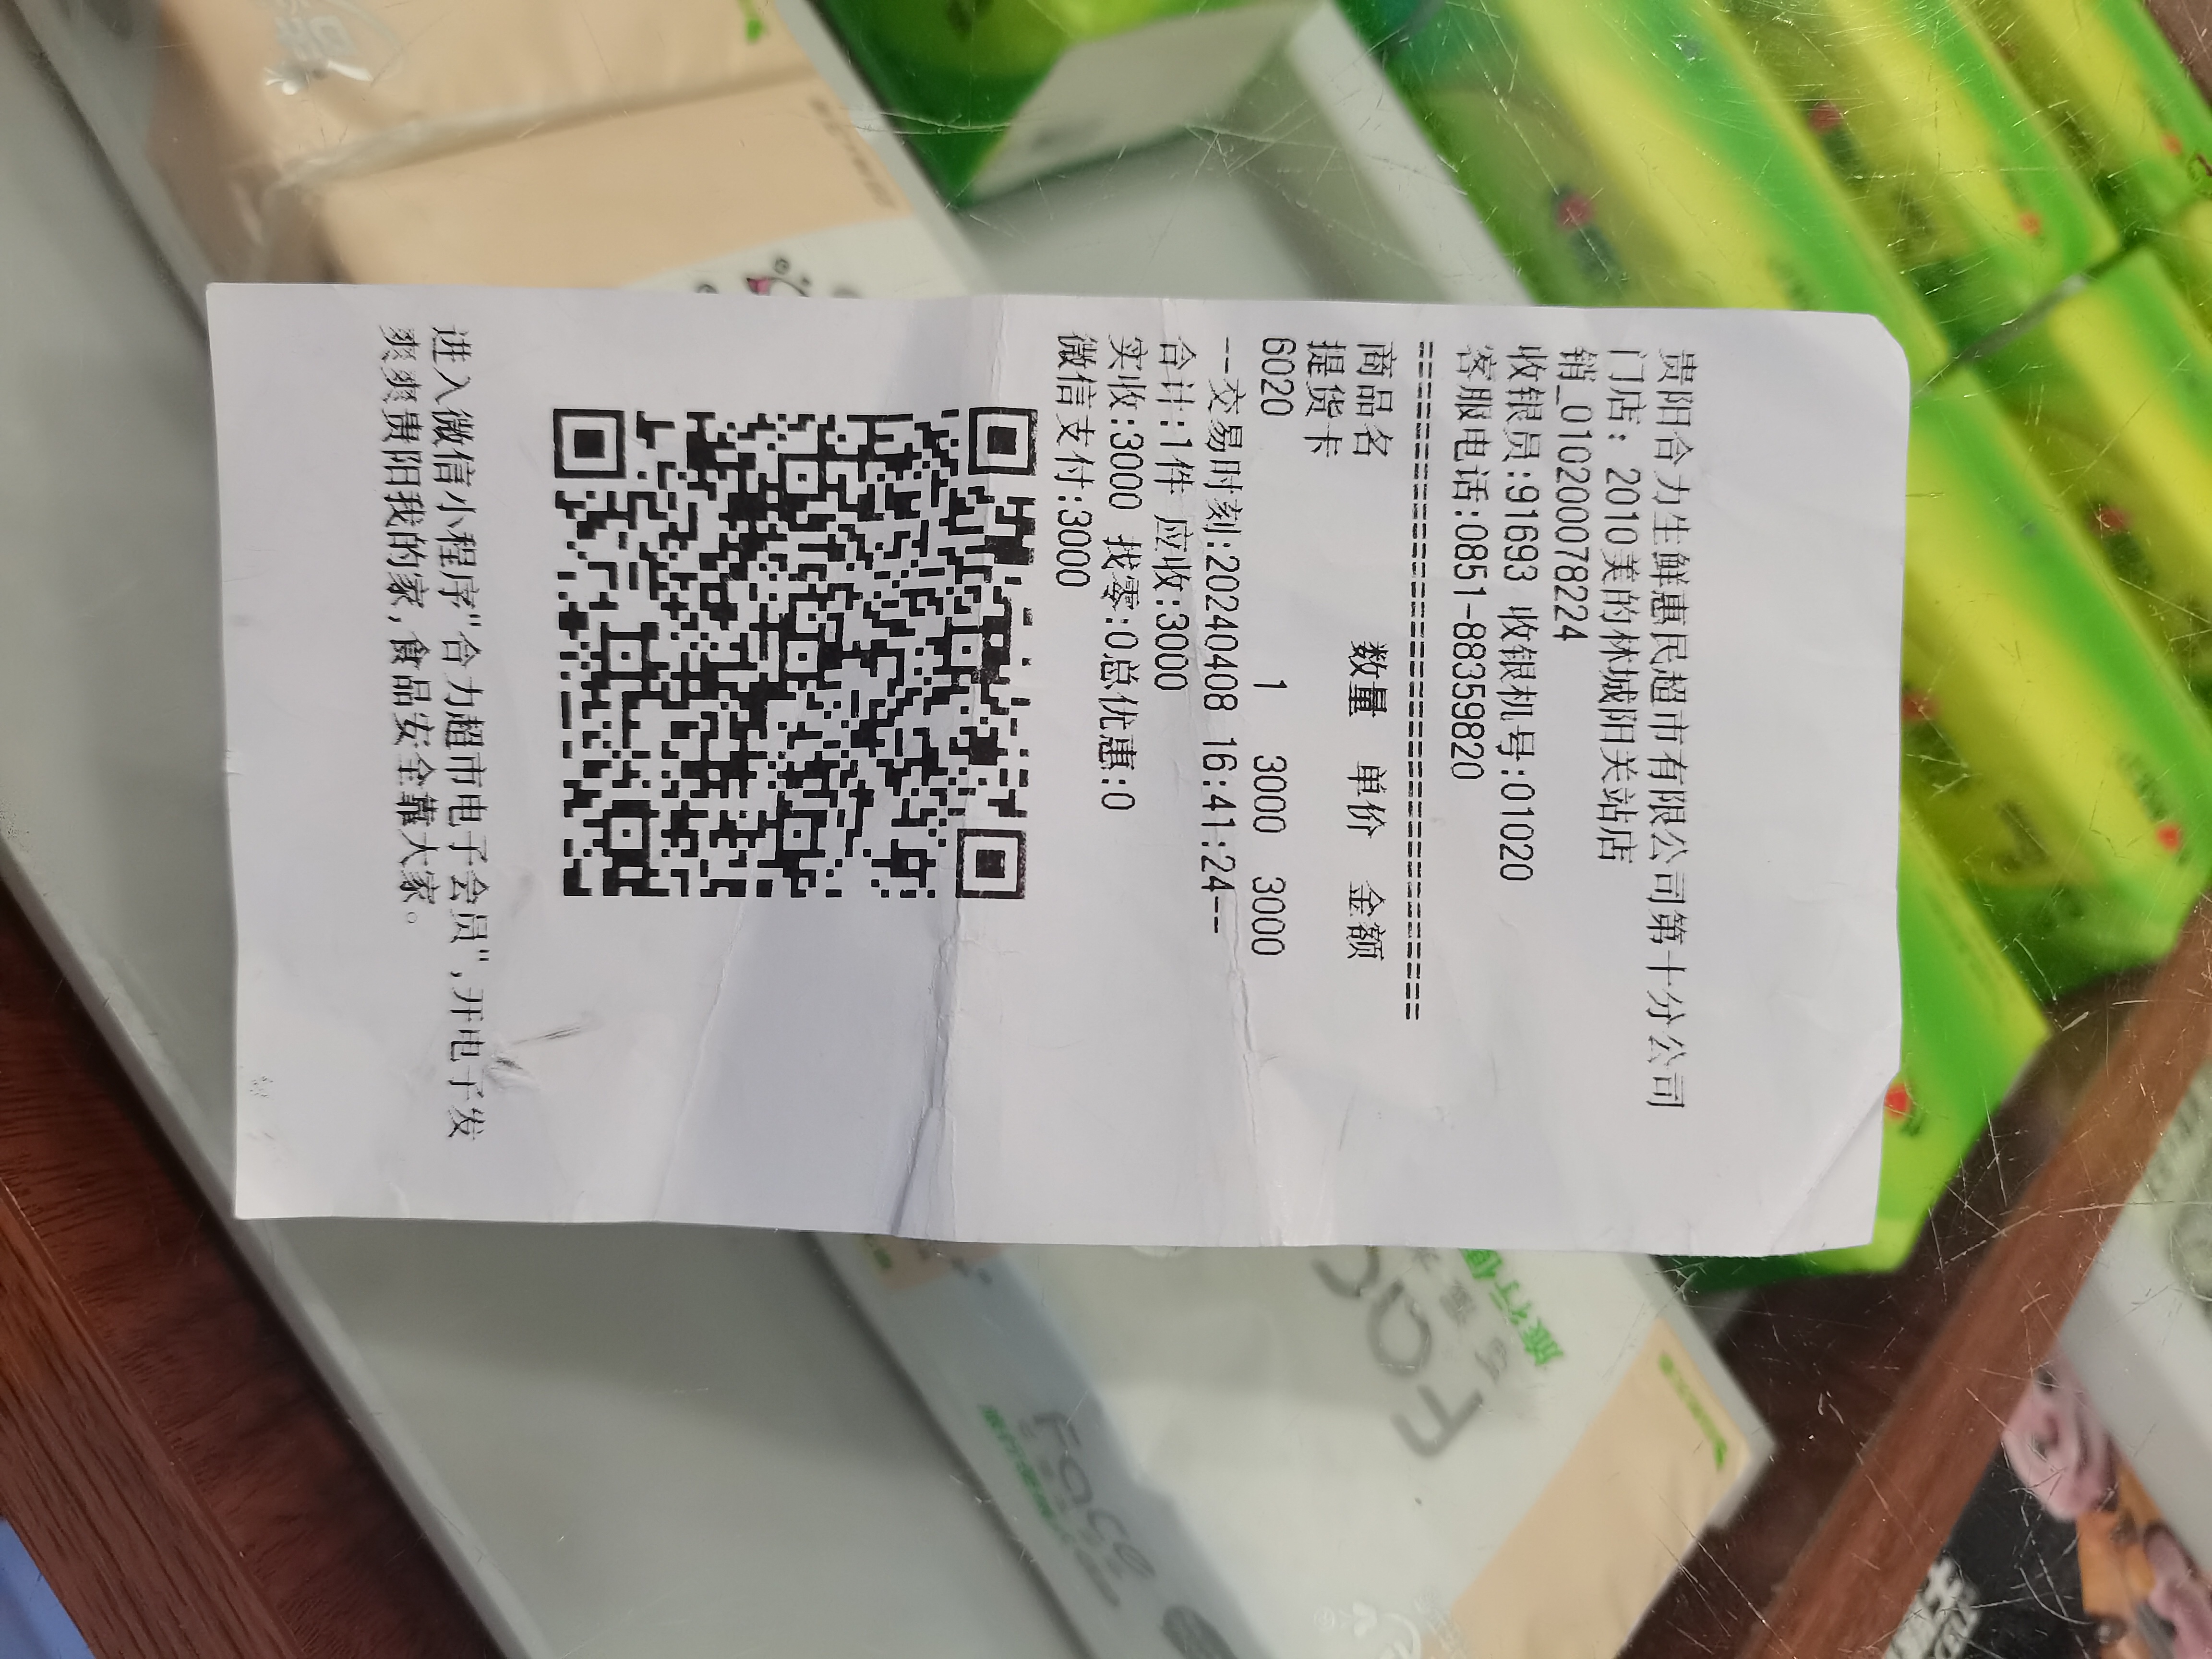 贵阳合力生鲜惠民超市有限公司第十分公司
门店: 2010美的林城阳关站店
销_01020007​8224
收银员:91693 收银机号:01020
客服电话:0851-88359820
========================================
商品名 数量 单价 金额
提货卡
6020 1 3000 3000
--交易时刻:20240408 16:41:24--
合计:1件 应收:3000
实收:3000 找零:0总优惠:0
微信支付:3000
进入微信小程序"合力超市电子会员",开电子发
爽爽贵阳我的家,食品安全靠大家。
Face